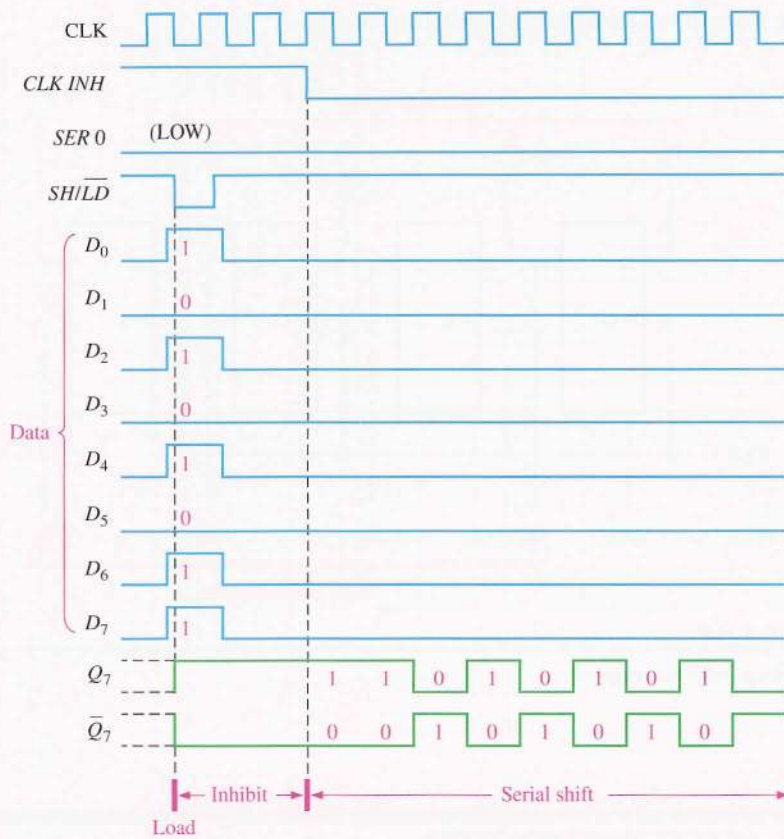 CLK
CLK INH
SER 0 (LOW)
SH/L̅D̅
D₀ 1
D₁ 0
D₂ 1
D₃ 0
Data
D₄ 1
D₅ 0
D₆ 1
D₇ 1
Q₇ 1 1 0 1 0 1 0 1
Q̅₇ 0 0 1 0 1 0 1 0
Inhibit Serial shift
Load